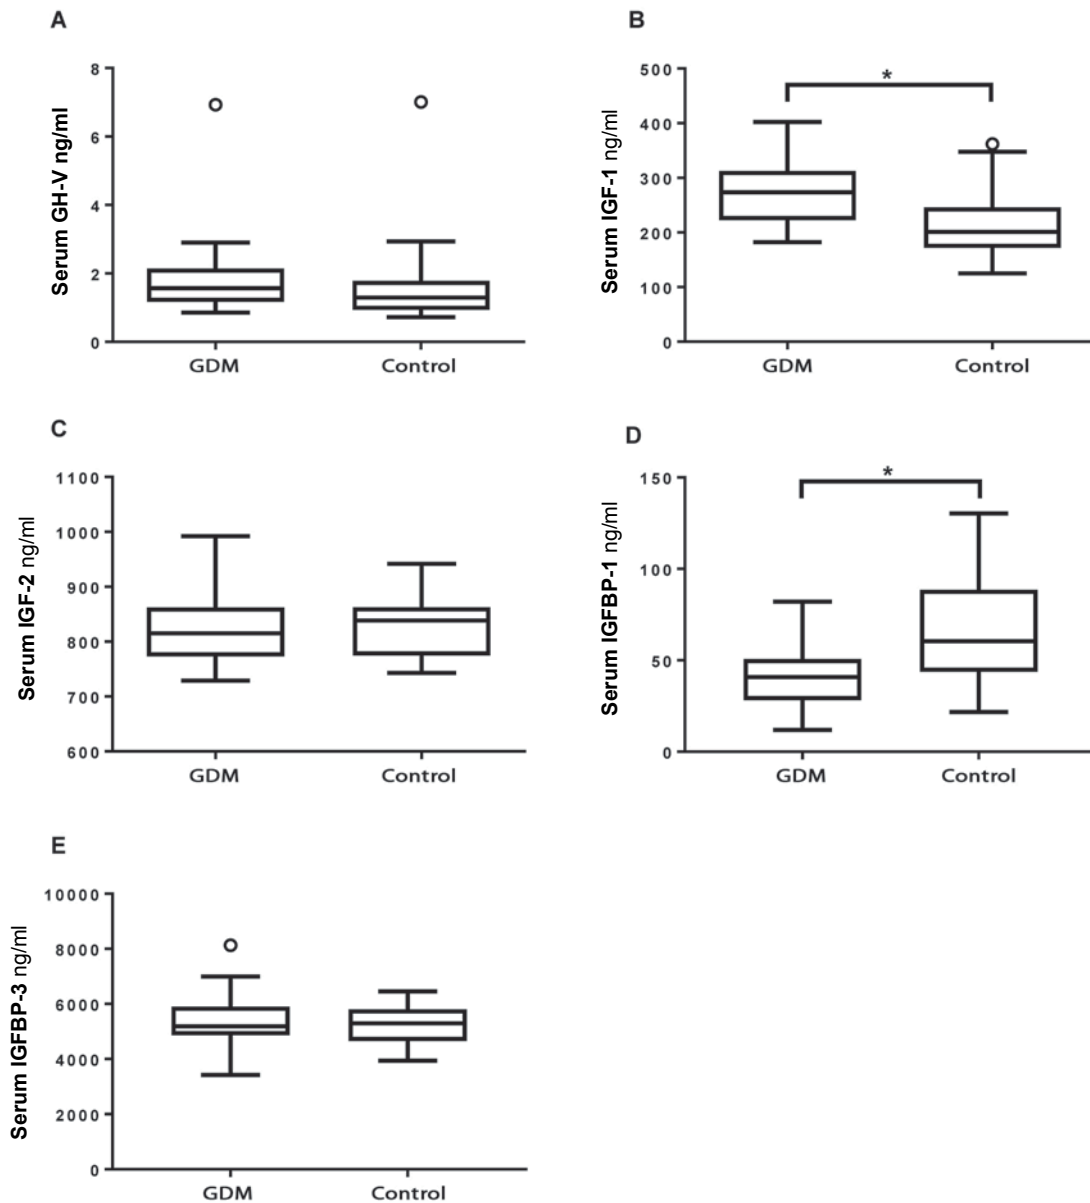 A
Serum GH-V ng/ml
8
6
4
2
0
GDM Control
B
*
Serum IGF-1 ng/ml
500
400
300
200
100
0
GDM Control
C
Serum IGF-2 ng/ml
1100
1000
900
800
700
600
GDM Control
D
*
Serum IGFBP-1 ng/ml
150
100
50
0
GDM Control
E
Serum IGFBP-3 ng/ml
10000
8000
6000
4000
2000
0
GDM Control